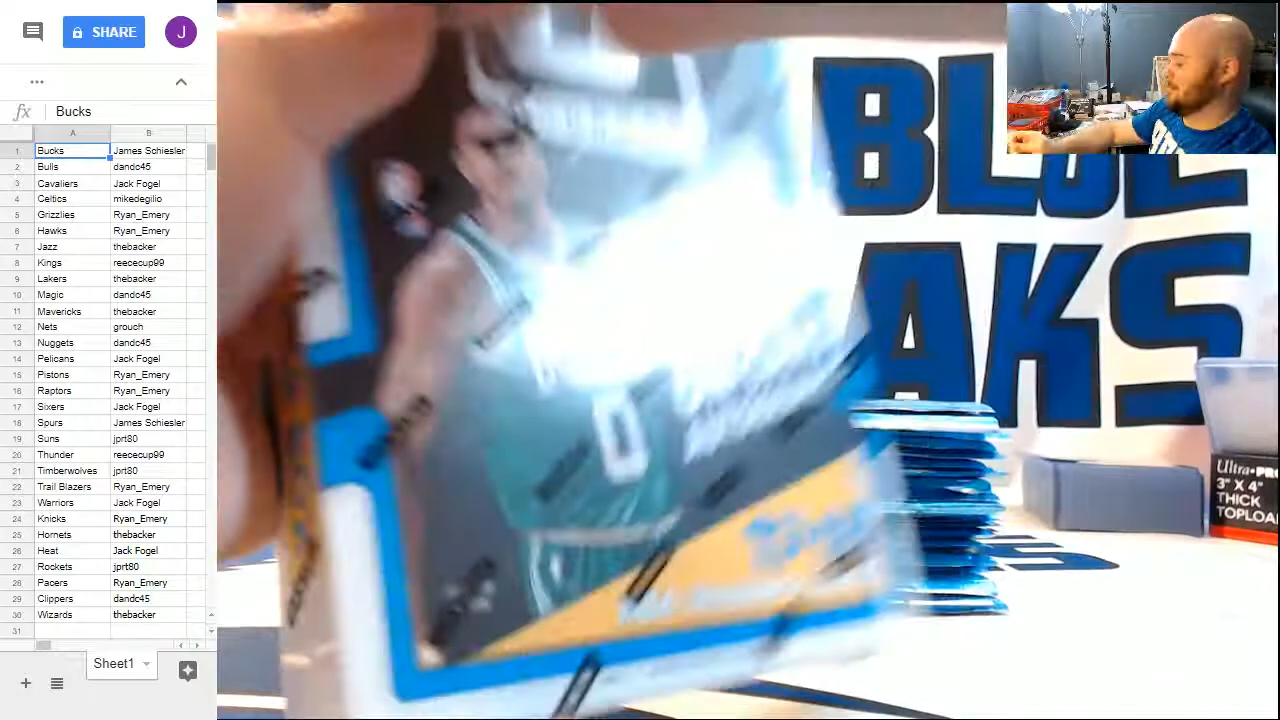 SHARE
J
fx Bucks
A B
1 Bucks James Schiesler
2 Bulls dandc45
3 Cavaliers Jack Fogel
4 Celtics mikedegilio
5 Grizzlies Ryan_Emery
6 Hawks Ryan_Emery
7 Jazz thebacker
8 Kings reececup99
9 Lakers thebacker
10 Magic dandc45
11 Mavericks thebacker
12 Nets grouch
13 Nuggets dandc45
14 Pelicans Jack Fogel
15 Pistons Ryan_Emery
16 Raptors Ryan_Emery
17 Sixers Jack Fogel
18 Spurs James Schiesler
19 Suns jprt80
20 Thunder reececup99
21 Timberwolves jprt80
22 Trail Blazers Ryan_Emery
23 Warriors Jack Fogel
24 Knicks Ryan_Emery
25 Hornets thebacker
26 Heat Jack Fogel
27 Rockets jprt80
28 Pacers Ryan_Emery
29 Clippers dandc45
30 Wizards thebacker
31
Sheet1
BLUE
AKS
Ultra-PRO
3" X 4"
THICK
TOPLOA